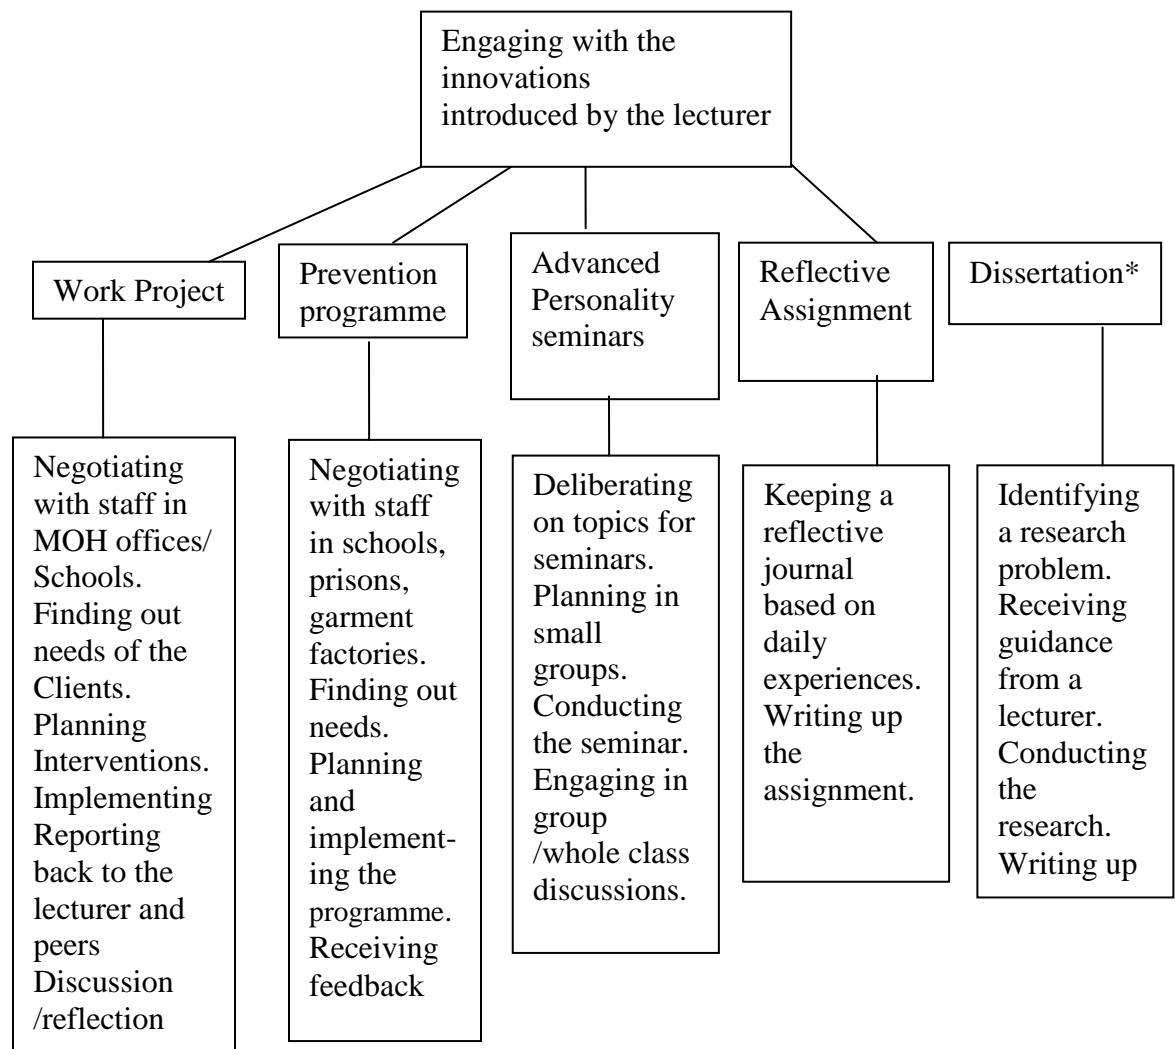 Engaging with the
innovations
introduced by the lecturer
Work Project
Prevention
programme
Advanced
Personality
seminars
Reflective
Assignment
Dissertation*
Negotiating
with staff in
MOH offices/
Schools.
Finding out
needs of the
Clients.
Planning
Interventions.
Implementing
Reporting
back to the
lecturer and
peers
Discussion
/reflection
Negotiating
with staff
in schools,
prisons,
garment
factories.
Finding out
needs.
Planning
and
implement-
ing the
programme.
Receiving
feedback
Deliberating
on topics for
seminars.
Planning in
small
groups.
Conducting
the seminar.
Engaging in
group
/whole class
discussions.
Keeping a
reflective
journal
based on
daily
experiences.
Writing up
the
assignment.
Identifying
a research
problem.
Receiving
guidance
from a
lecturer.
Conducting
the
research.
Writing up